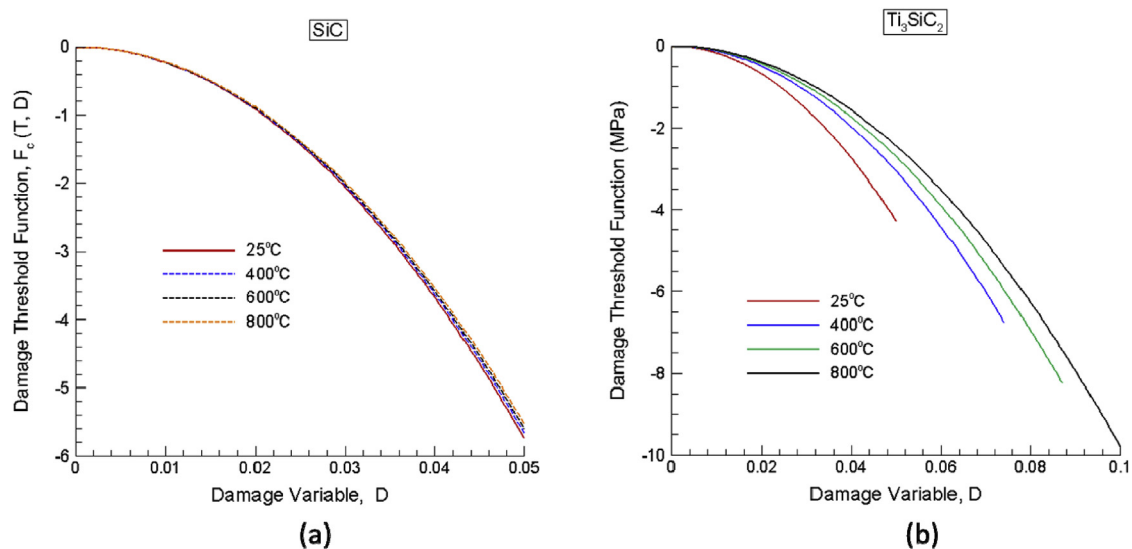 SiC
0
-1
-2
-3
-4
-5
-6
Damage Threshold Function, F_c (T, D)
25°C
400°C
600°C
800°C
0 0.01 0.02 0.03 0.04 0.05
Damage Variable, D
(a)
Ti₃SiC₂
0
-2
-4
-6
-8
-10
Damage Threshold Function (MPa)
25°C
400°C
600°C
800°C
0 0.02 0.04 0.06 0.08 0.1
Damage Variable, D
(b)